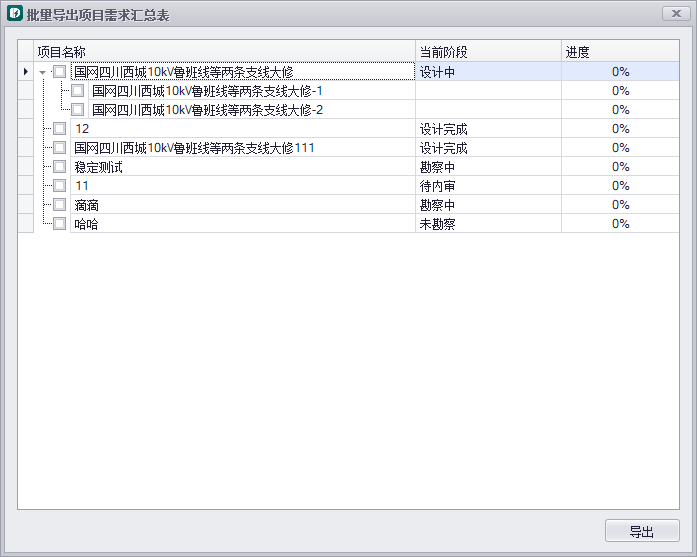 批量导出项目需求汇总表
项目名称 当前阶段 进度
国网四川西城10kV鲁班线等两条支线大修 设计中 0%
国网四川西城10kV鲁班线等两条支线大修-1 0%
国网四川西城10kV鲁班线等两条支线大修-2 0%
12 设计完成 0%
国网四川西城10kV鲁班线等两条支线大修111 设计完成 0%
稳定测试 勘察中 0%
11 待内审 0%
滴滴 勘察中 0%
哈哈 未勘察 0%
导出